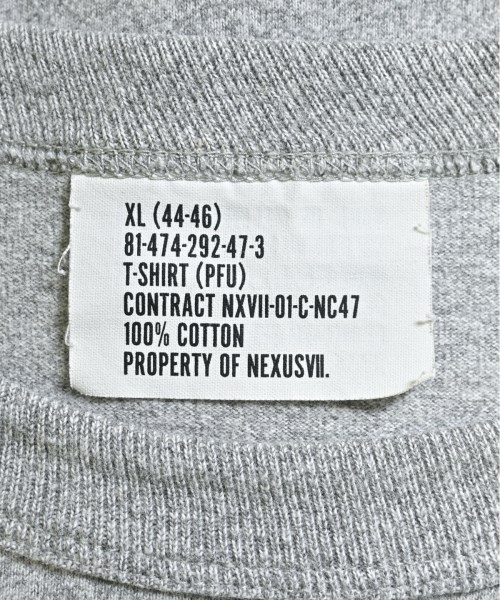 XL (44-46)
81-474-292-47-3
T-SHIRT (PFU)
CONTRACT NXVII-01-C-NC47
100% COTTON
PROPERTY OF NEXUSVII.